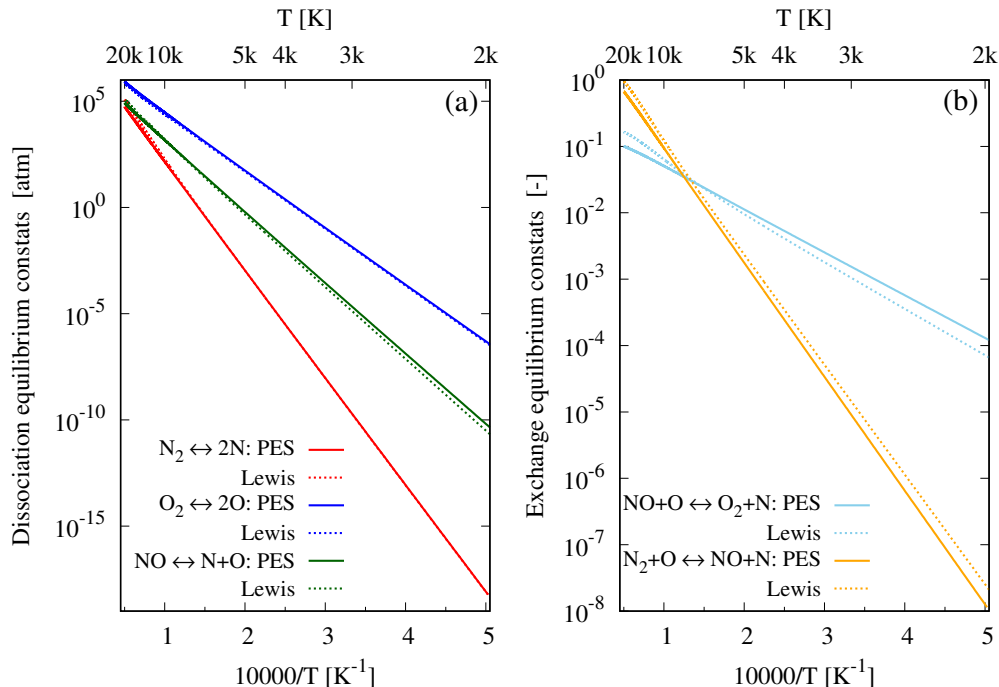 T [K]
20k 10k 5k 4k 3k 2k
(a)
Dissociation equilibrium constats [atm]
10^5
10^0
10^-5
10^-10
10^-15
N_2 ↔ 2N: PES
Lewis
O_2 ↔ 2O: PES
Lewis
NO ↔ N+O: PES
Lewis
1 2 3 4 5
10000/T [K^-1]
T [K]
20k 10k 5k 4k 3k 2k
(b)
Exchange equilibrium constats [-]
10^0
10^-1
10^-2
10^-3
10^-4
10^-5
10^-6
10^-7
10^-8
NO+O ↔ O_2+N: PES
Lewis
N_2+O ↔ NO+N: PES
Lewis
1 2 3 4 5
10000/T [K^-1]